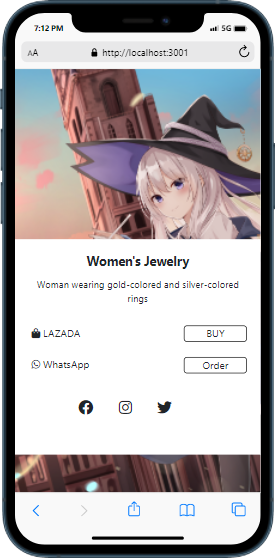 7:12 PM 5G
AA http://localhost:3001
Women's Jewelry
Woman wearing gold-colored and silver-colored
rings
LAZADA BUY
WhatsApp Order